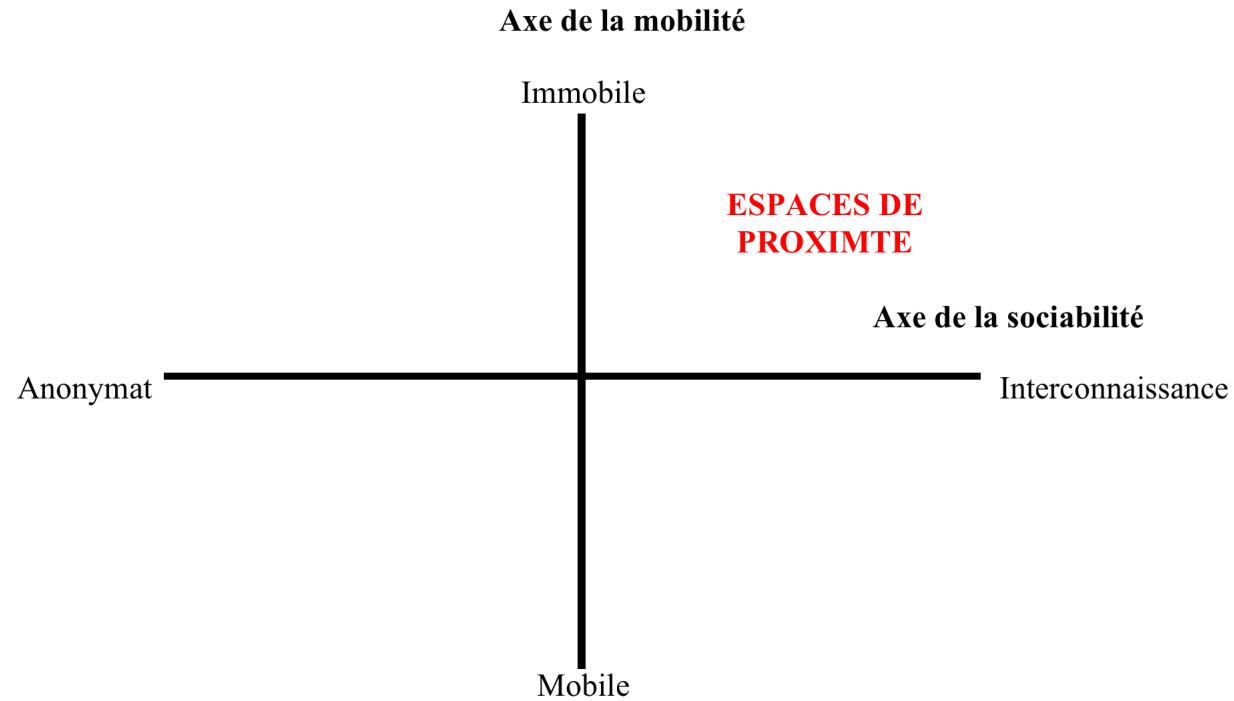 Axe de la mobilité
Immobile
ESPACES DE
PROXIMTE
Axe de la sociabilité
Anonymat
Interconnaissance
Mobile